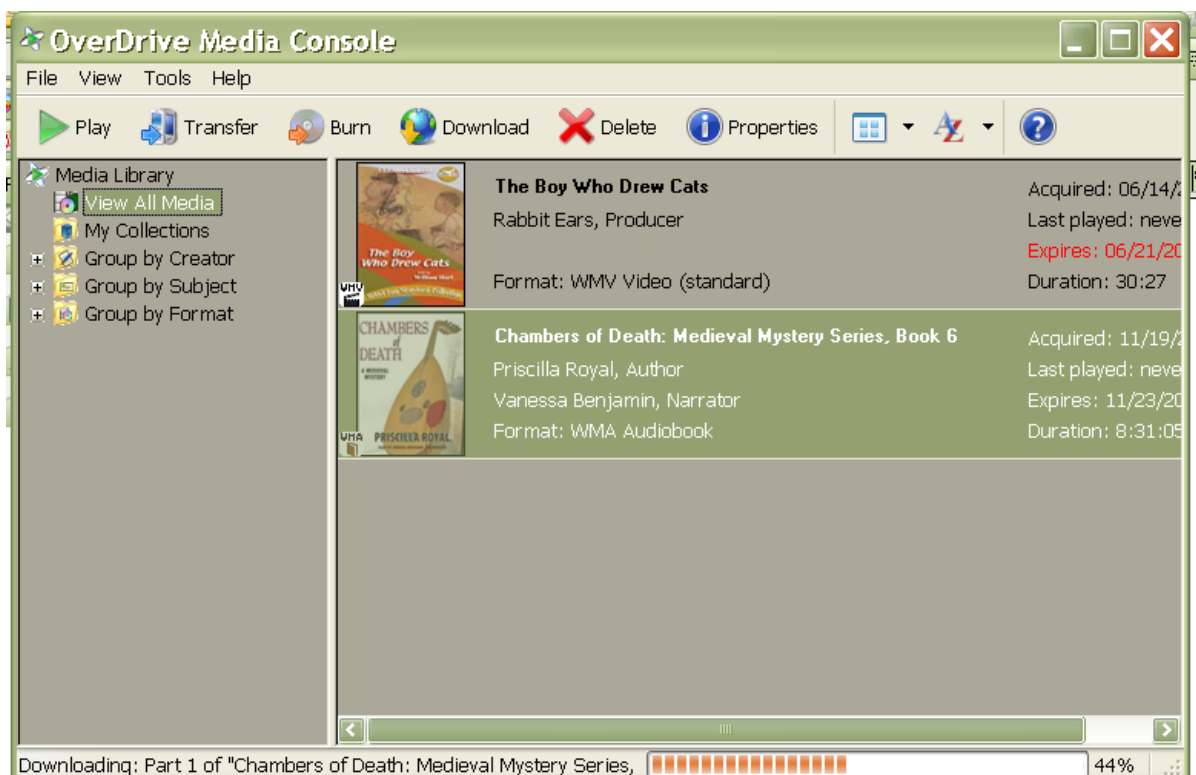 OverDrive Media Console
File View Tools Help
Play Transfer Burn Download Delete Properties
Media Library
View All Media
My Collections
Group by Creator
Group by Subject
Group by Format
The Boy Who Drew Cats
WMV
The Boy Who Drew Cats
Rabbit Ears, Producer
Format: WMV Video (standard)
Acquired: 06/14/2
Last played: neve
Expires: 06/21/20
Duration: 30:27
CHAMBERS
of
DEATH
A MEDIEVAL
MYSTERY
PRISCILLA ROYAL
WMA
Chambers of Death: Medieval Mystery Series, Book 6
Priscilla Royal, Author
Vanessa Benjamin, Narrator
Format: WMA Audiobook
Acquired: 11/19/2
Last played: neve
Expires: 11/23/20
Duration: 8:31:05
Downloading: Part 1 of "Chambers of Death: Medieval Mystery Series,
44%